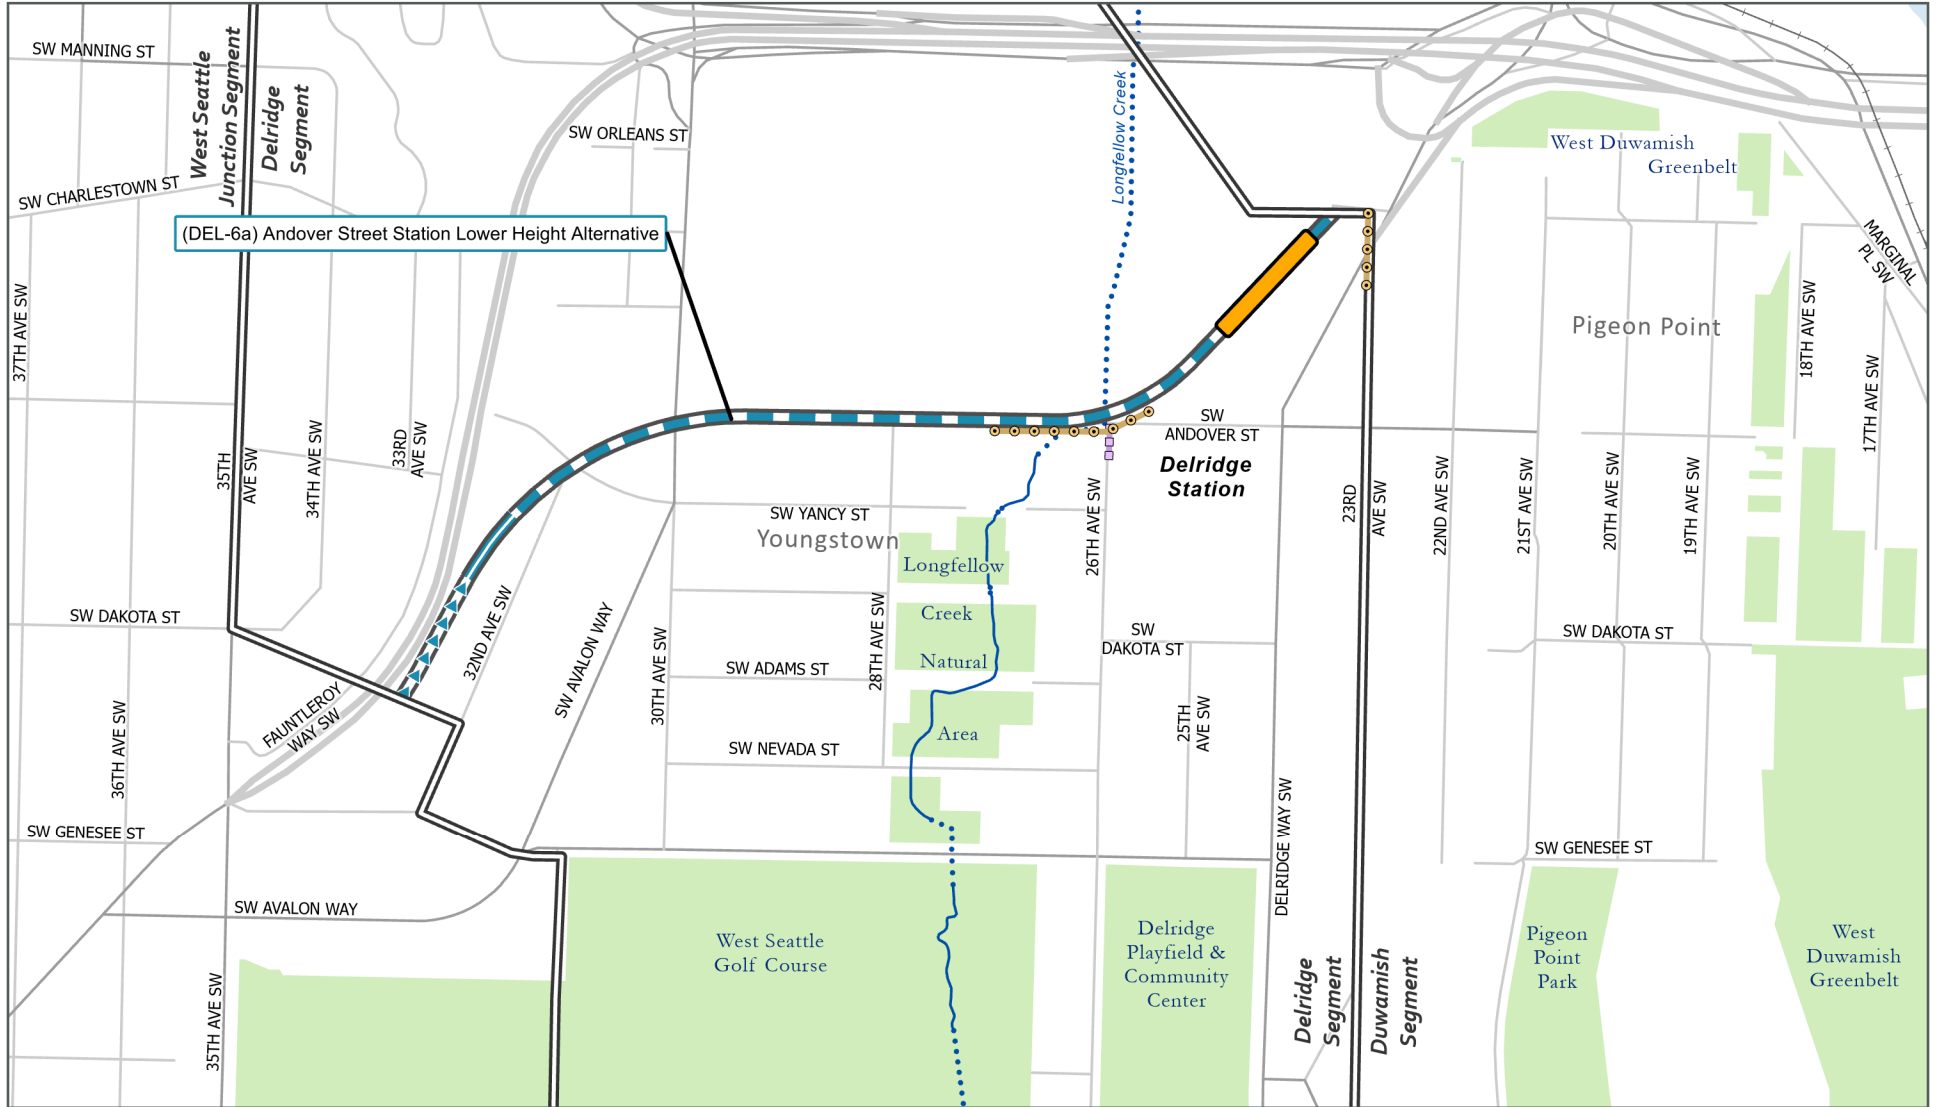 SW MANNING ST
West Seattle
Junction Segment
Delridge
Segment
SW ORLEANS ST
Longfellow Creek
West Duwamish
Greenbelt
SW CHARLESTOWN ST
(DEL-6a) Andover Street Station Lower Height Alternative
MARGINAL
PL SW
37TH AVE SW
Pigeon Point
18TH AVE SW
17TH AVE SW
35TH
AVE SW
34TH AVE SW
33RD
AVE SW
SW
ANDOVER ST
Delridge
Station
26TH AVE SW
23RD
AVE SW
22ND AVE SW
21ST AVE SW
20TH AVE SW
19TH AVE SW
SW YANCY ST
Youngstown
Longfellow
Creek
Natural
Area
SW DAKOTA ST
32ND AVE SW
SW AVALON WAY
30TH AVE SW
28TH AVE SW
SW ADAMS ST
SW
DAKOTA ST
SW DAKOTA ST
36TH AVE SW
FAUNTLEROY
WAY SW
SW NEVADA ST
25TH
AVE SW
DELRIDGE WAY SW
SW GENESEE ST
SW GENESEE ST
SW AVALON WAY
35TH AVE SW
West Seattle
Golf Course
Delridge
Playfield &
Community
Center
Delridge
Segment
Duwamish
Segment
Pigeon
Point
Park
West
Duwamish
Greenbelt